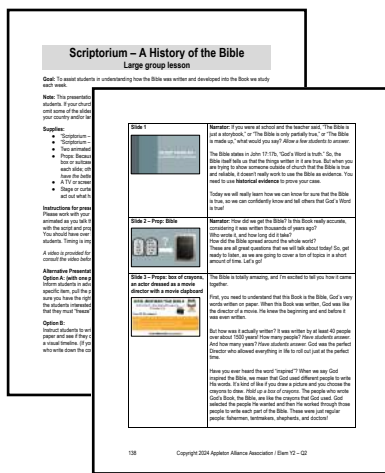 Scriptorium – A History of the Bible
Large group lesson
Goal: To assist students in understanding how the Bible was written and developed into the Book we study
each week.
Note: This presentatio
students. If your churc
omit some of the slides
your country and/or lar
Supplies:
"Scriptorium –
"Scriptorium –
Two animated
Props: Becaus
box or suitcase
each slide; oth
have the better
A TV or screen
Stage or curta
act out what h
Instructions for prese
Please work with your
animated as you talk th
with the script and prop
You should have over
students. Timing is imp
A video is provided for
consult the video before
Alternative Presentat
Option A: (with one p
Inform students in adva
specific item, pull the p
sure you have the right
the students interested
that they must "freeze"
Option B:
Instruct students to wri
paper and see if they c
a visual timeline. (If yo
who write down the co
Slide 1
Narrator: If you were at school and the teacher said, "The Bible is
just a storybook," or "The Bible is only partially true," or "The Bible
is made up," what would you say? Allow a few students to answer.
The Bible states in John 17:17b, "God's Word is truth." So, the
Bible itself tells us that the things written in it are true. But when you
are trying to show someone outside of church that the Bible is true
and reliable, it doesn't really work to use the Bible as evidence. You
need to use historical evidence to prove your case.
Today we will really learn how we can know for sure that the Bible
is true, so we can confidently know and tell others that God's Word
is true!
Slide 2 – Prop: Bible
Narrator: How did we get the Bible? Is this Book really accurate,
considering it was written thousands of years ago?
Who wrote it, and how long did it take?
How did the Bible spread around the whole world?
These are all great questions that we will talk about today! So, get
ready to listen, as we are going to cover a ton of topics in a short
amount of time. Let's go!
Slide 3 – Props: box of crayons,
an actor dressed as a movie
director with a movie clapboard
The Bible is totally amazing, and I'm excited to tell you how it came
together.
First, you need to understand that this Book is the Bible, God's very
words written on paper. When this Book was written, God was like
the director of a movie. He knew the beginning and end before it
was even written.
But how was it actually written? It was written by at least 40 people
over about 1500 years! How many people? Have students answer.
And how many years? Have students answer. God was the perfect
Director who allowed everything in life to roll out just at the perfect
time.
Have you ever heard the word "inspired"? When we say God
inspired the Bible, we mean that God used different people to write
His words. It's kind of like if you draw a picture and you choose the
crayons to draw. Hold up a box of crayons. The people who wrote
God's Book, the Bible, are like the crayons that God used. God
selected the people He wanted and then He worked through those
people to write each part of the Bible. These were just regular
people: fishermen, tentmakers, shepherds, and doctors!
138
Copyright 2024 Appleton Alliance Association / Elem Y2 – Q2